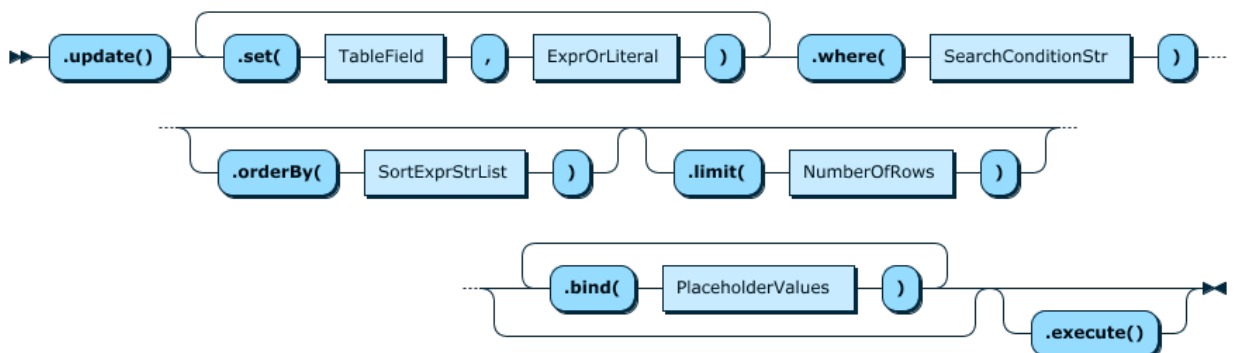 .update() .set( TableField , ExprOrLiteral ) .where( SearchConditionStr )
.orderBy( SortExprStrList ) .limit( NumberOfRows )
.bind( PlaceholderValues )
.execute()